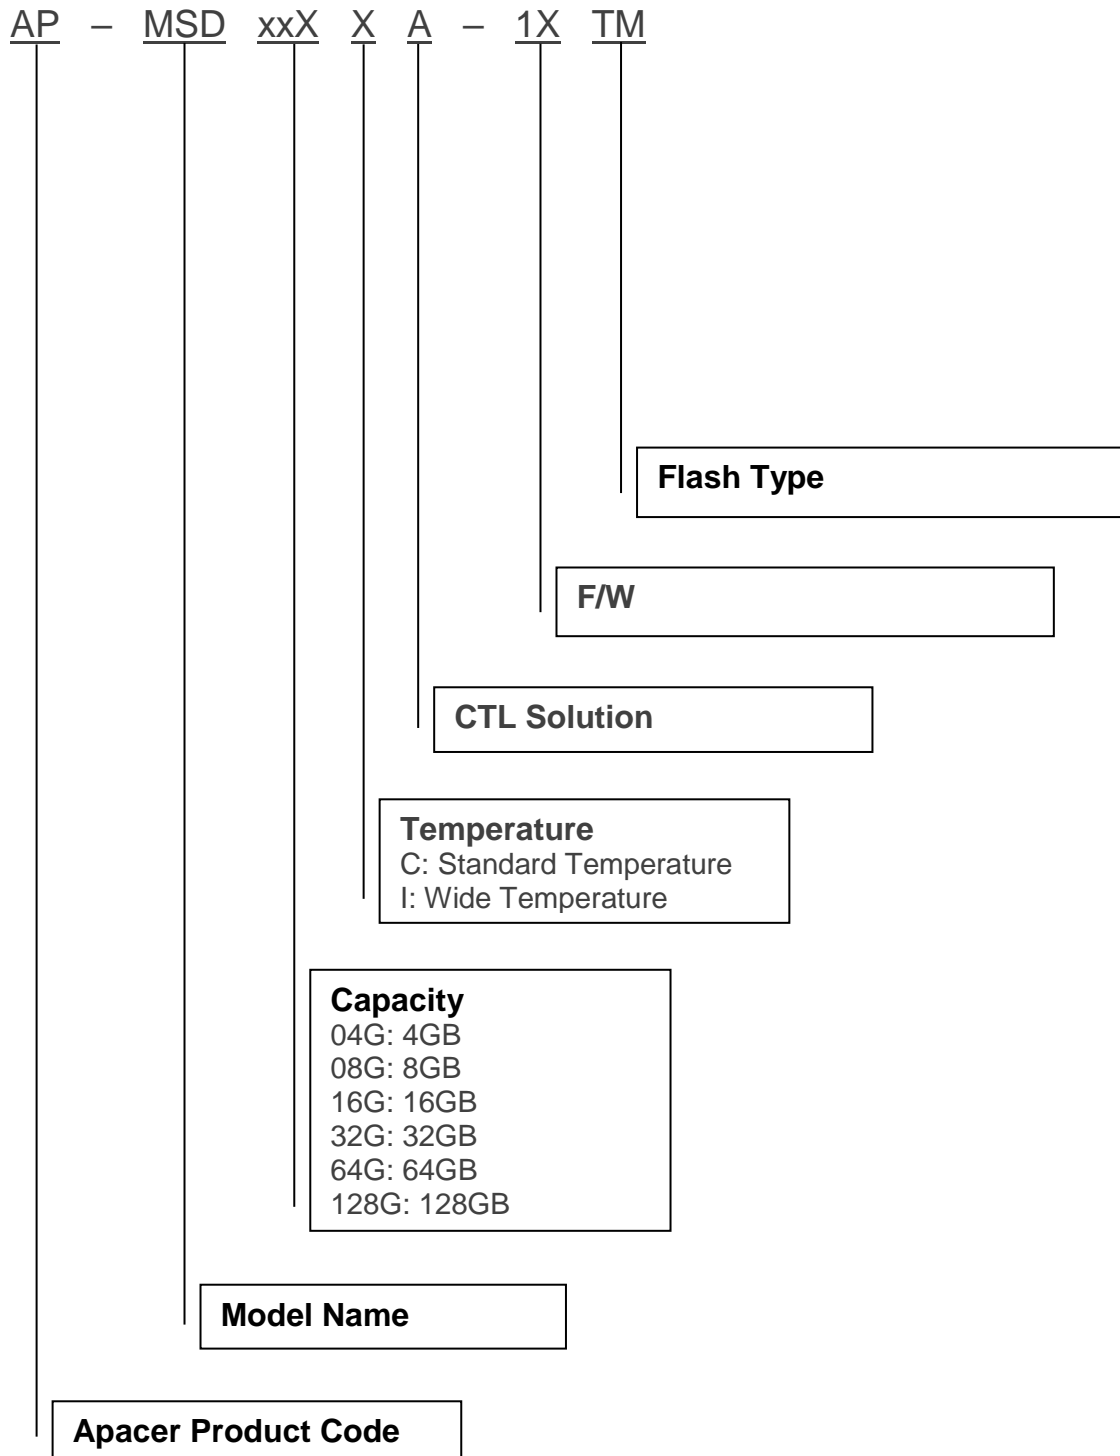 AP – MSD xxX X A – 1X TM
Flash Type
F/W
CTL Solution
Temperature
C: Standard Temperature
I: Wide Temperature
Capacity
04G: 4GB
08G: 8GB
16G: 16GB
32G: 32GB
64G: 64GB
128G: 128GB
Model Name
Apacer Product Code